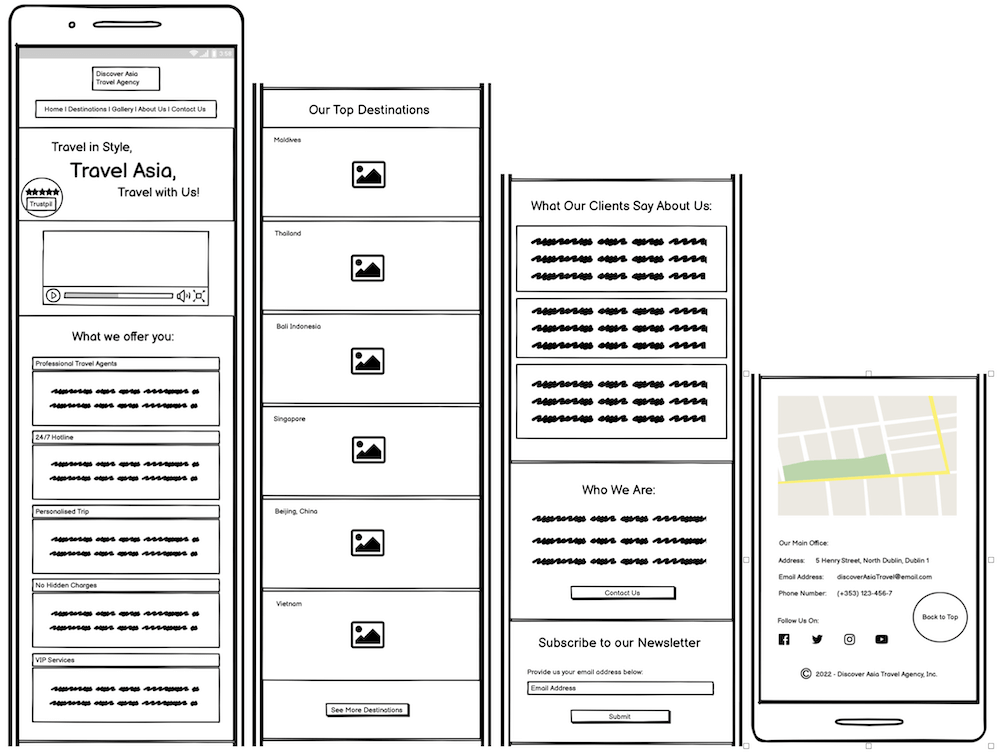 Discover Asia
Travel Agency
Home | Destinations | Gallery | About Us | Contact Us
Travel in Style,
Travel Asia,
Travel with Us!
Trustpil
What we offer you:
Professional Travel Agents
24/7 Hotline
Personalised Trip
No Hidden Charges
VIP Services
Our Top Destinations
Maldives
Thailand
Bali Indonesia
Singapore
Beijing, China
Vietnam
See More Destinations
What Our Clients Say About Us:
Who We Are:
Contact Us
Subscribe to our Newsletter
Provide us your email address below:
Email Address
Submit
Our Main Office:
Address: 5 Henry Street, North Dublin, Dublin 1
Email Address: discoverAsiaTravel@email.com
Phone Number: (+353) 123-456-7
Back to Top
Follow Us On:
© 2022 - Discover Asia Travel Agency, Inc.